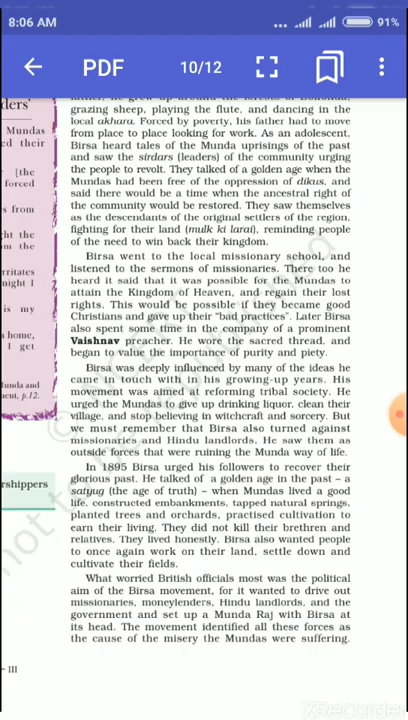 8:06 AM
91%
PDF
10/12
ders'
Mundas
ed their
[the
forced
s from
ght the
m the
rritates
night I
is my
a home,
I get
Munda and
ment, p.12.
rshippers
grazing sheep, playing the flute, and dancing in the
local akhara. Forced by poverty, his father had to move
from place to place looking for work. As an adolescent,
Birsa heard tales of the Munda uprisings of the past
and saw the sirdars (leaders) of the community urging
the people to revolt. They talked of a golden age when the
Mundas had been free of the oppression of dikus, and
said there would be a time when the ancestral right of
the community would be restored. They saw themselves
as the descendants of the original settlers of the region,
fighting for their land (mulk ki larai), reminding people
of the need to win back their kingdom.
Birsa went to the local missionary school, and
listened to the sermons of missionaries. There too he
heard it said that it was possible for the Mundas to
attain the Kingdom of Heaven, and regain their lost
rights. This would be possible if they became good
Christians and gave up their “bad practices”. Later Birsa
also spent some time in the company of a prominent
Vaishnav preacher. He wore the sacred thread, and
began to value the importance of purity and piety.
Birsa was deeply influenced by many of the ideas he
came in touch with in his growing-up years. His
movement was aimed at reforming tribal society. He
urged the Mundas to give up drinking liquor, clean their
village, and stop believing in witchcraft and sorcery. But
we must remember that Birsa also turned against
missionaries and Hindu landlords. He saw them as
outside forces that were ruining the Munda way of life.
In 1895 Birsa urged his followers to recover their
glorious past. He talked of a golden age in the past – a
satyug (the age of truth) – when Mundas lived a good
life, constructed embankments, tapped natural springs,
planted trees and orchards, practised cultivation to
earn their living. They did not kill their brethren and
relatives. They lived honestly. Birsa also wanted people
to once again work on their land, settle down and
cultivate their fields.
What worried British officials most was the political
aim of the Birsa movement, for it wanted to drive out
missionaries, moneylenders, Hindu landlords, and the
government and set up a Munda Raj with Birsa at
its head. The movement identified all these forces as
the cause of the misery the Mundas were suffering.
– III
XRecorder